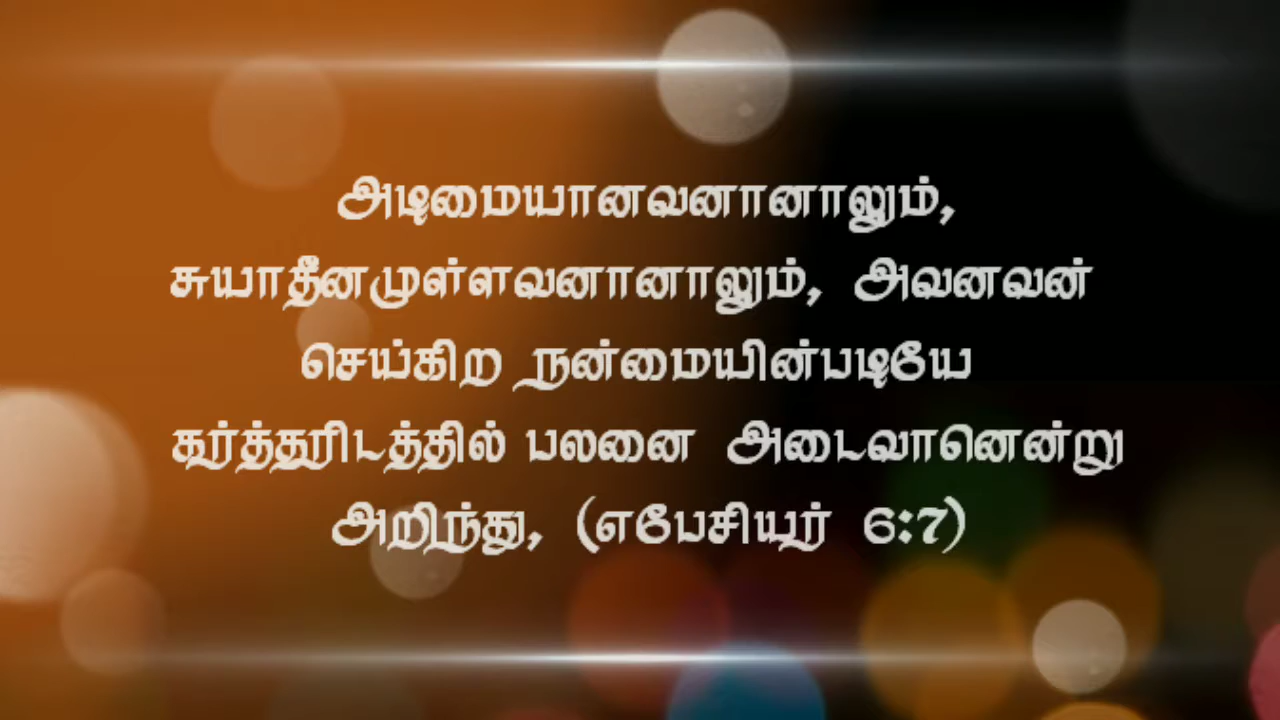 அடிமையானவனானாலும்,
சுயாதீனமுள்ளவனானாலும், அவனவன்
செய்கிற நன்மையின்படியே
கர்த்தரிடத்தில் பலனை அடைவானென்று
அறிந்து, (எபேசியர் 6:7)